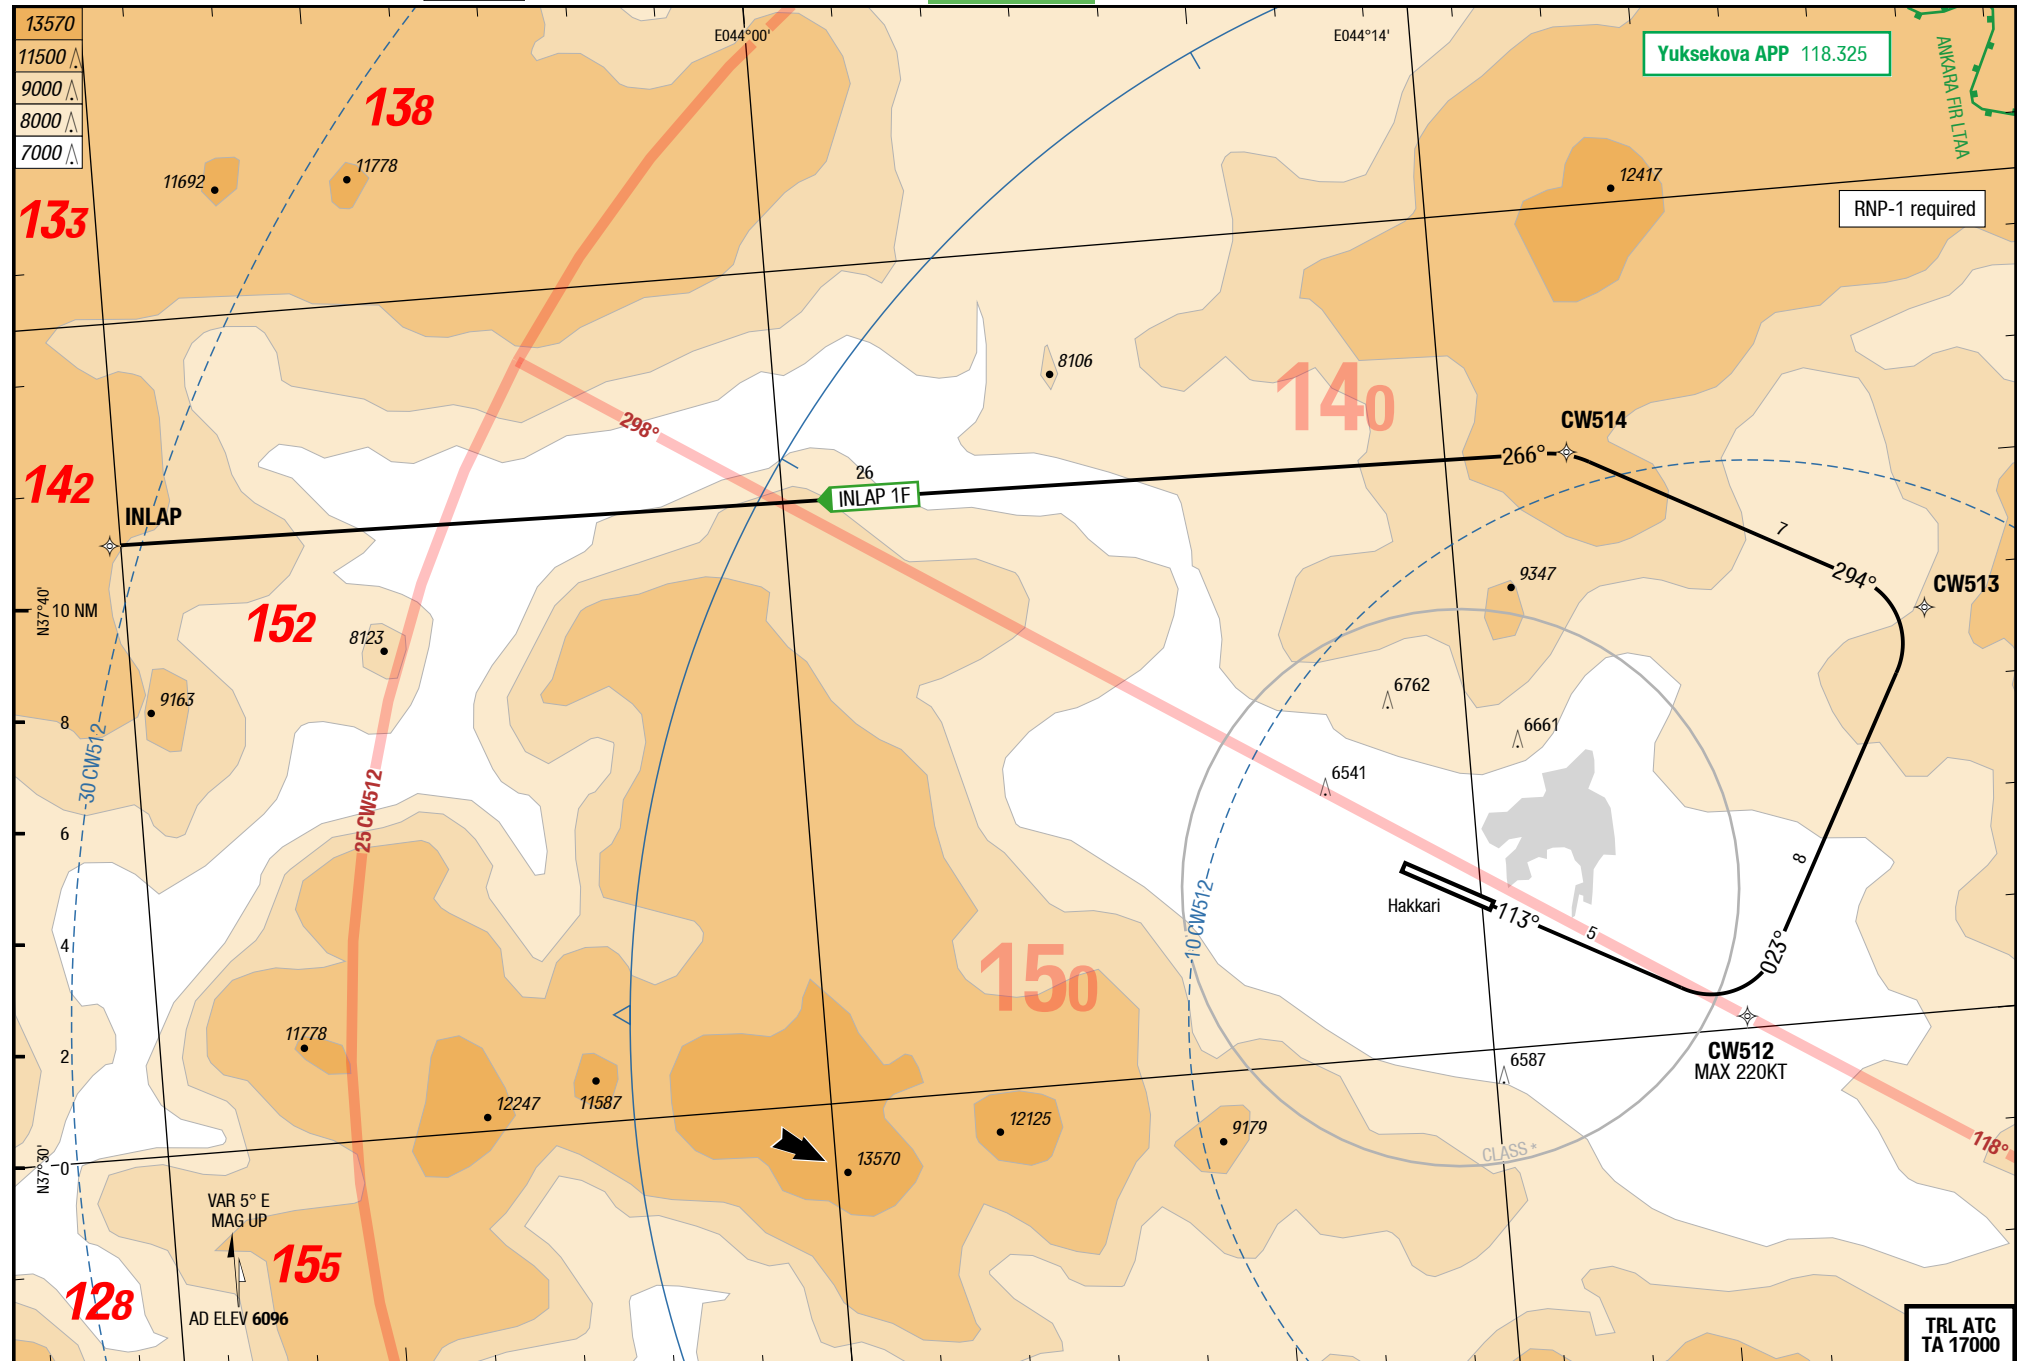 13570
11500
9000
8000
7000
E044°00'
E044°14'
Yuksekova APP 118.325
ANKARA FIR LTAA
138
11692
11778
12417
RNP-1 required
133
8106
140
298°
CW514
266°
26
INLAP 1F
142
INLAP
7
294°
CW513
9347
N37°40'
10 NM
152
8123
9163
6762
6661
8
30 CW512
6541
25 CW512
6
8
Hakkari
113°
5
10 CW512
023°
4
150
11778
2
CW512
MAX 220KT
6587
12247
11587
12125
9179
118°
CLASS *
13570
N37°30'
0
VAR 5° E
MAG UP
155
128
AD ELEV 6096
TRL ATC
TA 17000